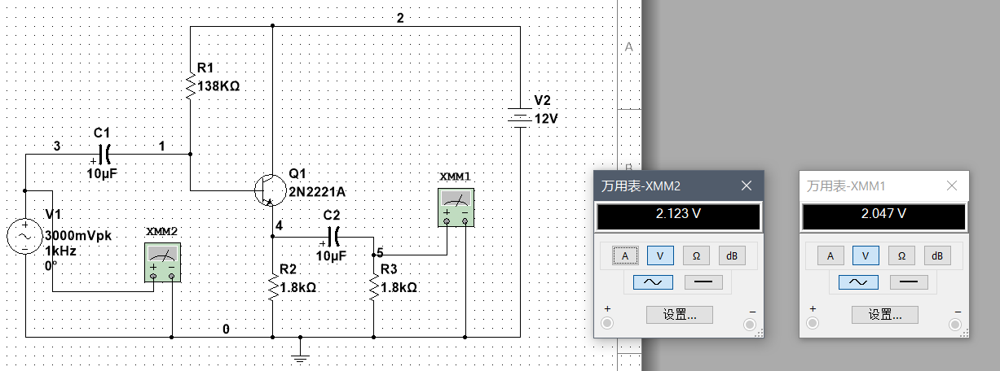 2
A
R1
138KΩ
V2
12V
C1
3
1
+
10µF
B
Q1
2N2221A
XMM1
+ −
万用表-XMM2
2.123 V
A
V
Ω
dB
+
−
设置...
万用表-XMM1
2.047 V
A
V
Ω
dB
+
−
设置...
4
C2
+
10µF
5
V1
+
−
3000mVpk
1kHz
0°
XMM2
+ −
R2
1.8kΩ
R3
1.8kΩ
0